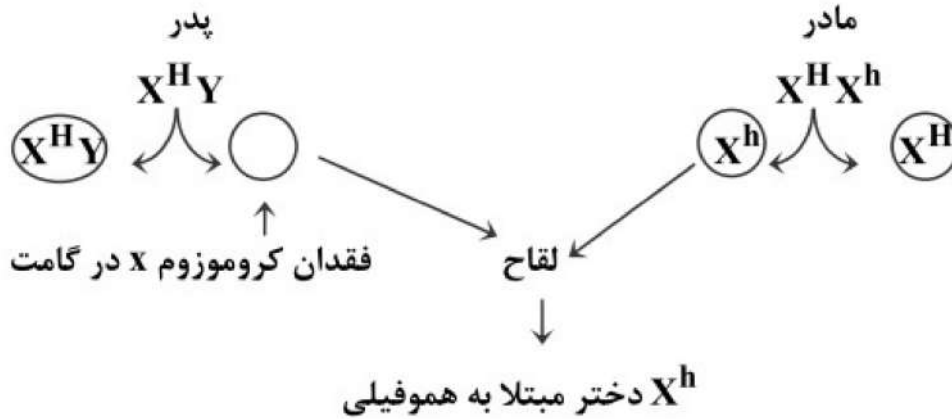 مادر
پدر
X^H X^h
X^H Y
X^H
X^h
X^H Y
فقدان کروموزوم x در گامت
لقاح
X^h دختر مبتلا به هموفیلی